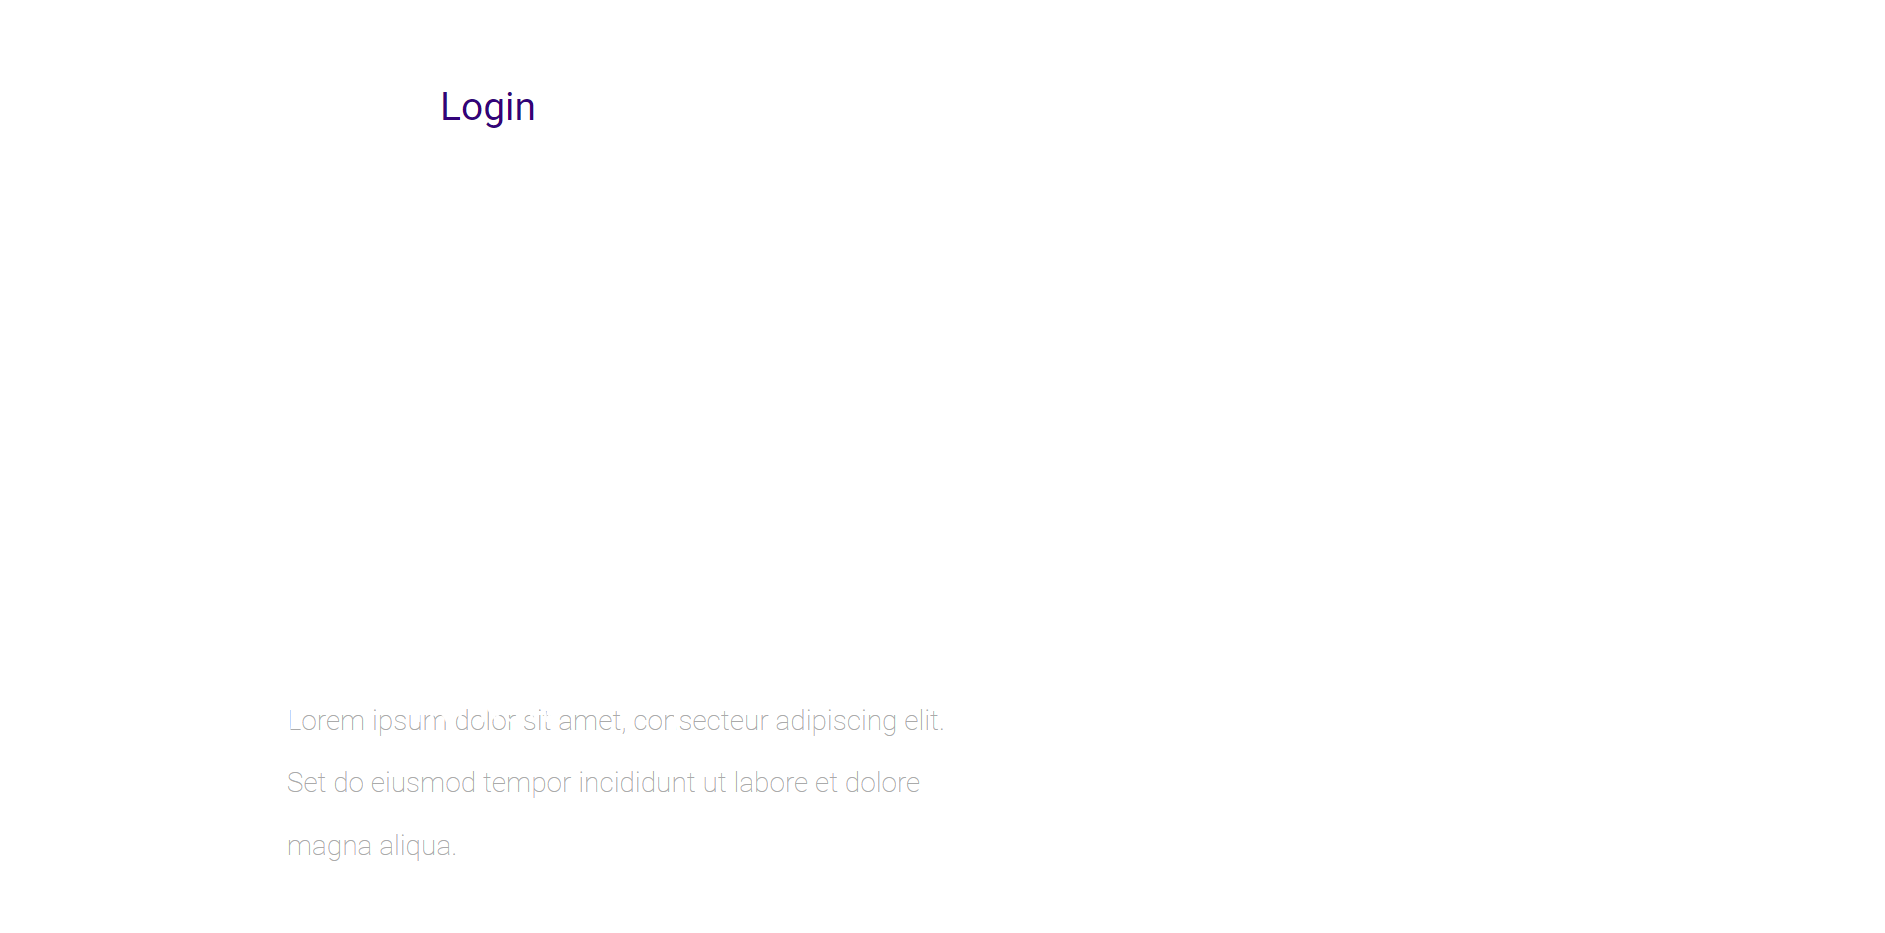 Login
Lorem ipsum dolor sit amet, consecteur adipiscing elit.
Set do eiusmod tempor incididunt ut labore et dolore
magna aliqua.